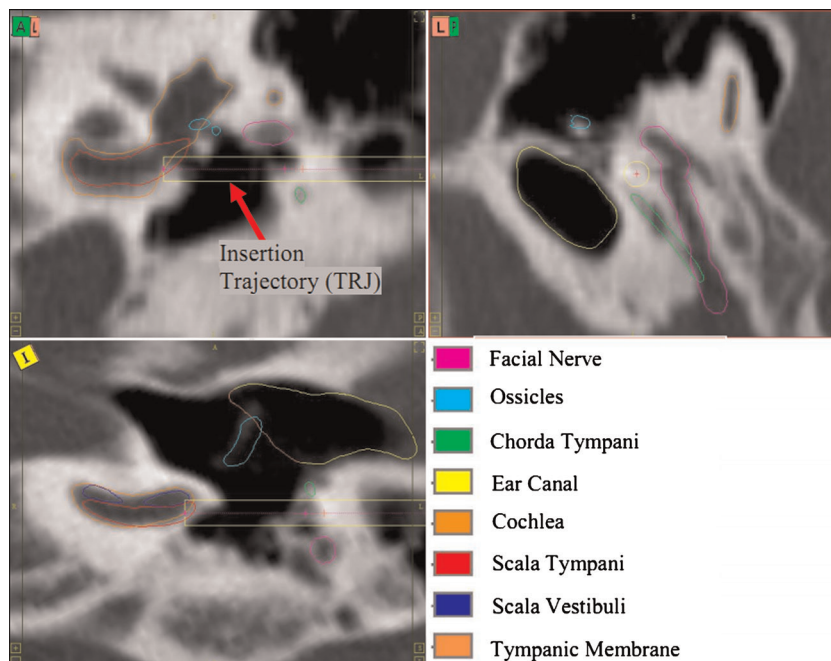 A
L
L
F
S
Insertion
Trajectory (TRJ)
L
P
A
I
A
L
S
Facial Nerve
Ossicles
Chorda Tympani
Ear Canal
Cochlea
Scala Tympani
Scala Vestibuli
Tympanic Membrane